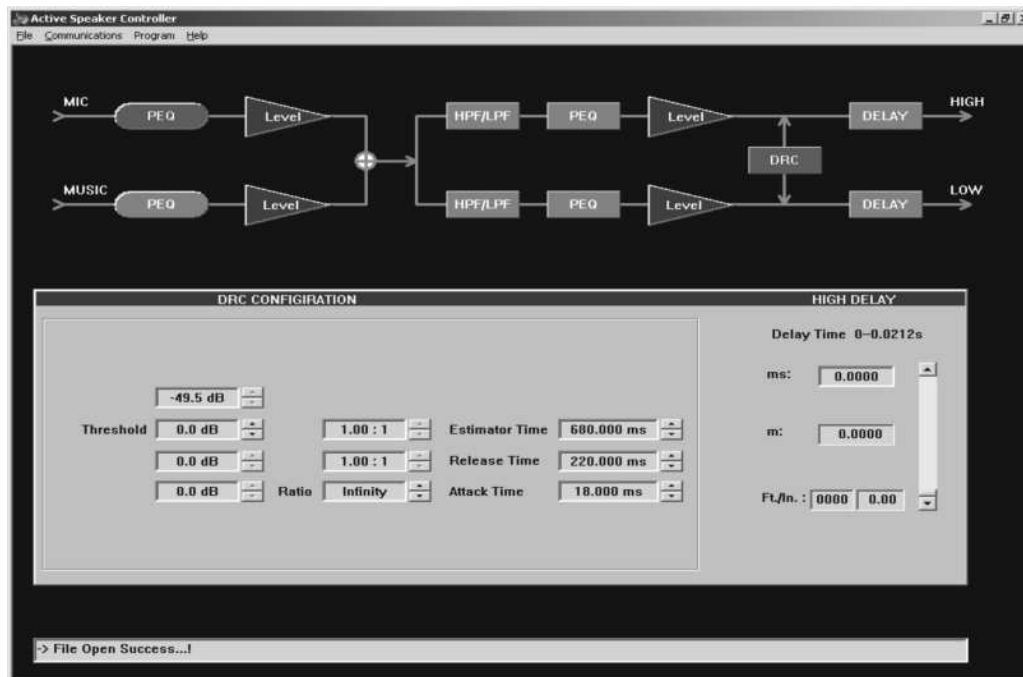 Active Speaker Controller
File Communications Program Help
MIC PEQ Level HPF/LPF PEQ Level DELAY HIGH
DRC
MUSIC PEQ Level HPF/LPF PEQ Level DELAY LOW
DRC CONFIGIRATION HIGH DELAY
Delay Time 0-0.0212s
ms: 0.0000
-49.5 dB
Threshold 0.0 dB 1.00 : 1 Estimator Time 680.000 ms m: 0.0000
0.0 dB 1.00 : 1 Release Time 220.000 ms
0.0 dB Ratio Infinity Attack Time 18.000 ms Ft./In. : 0000 0.00
-> File Open Success...!